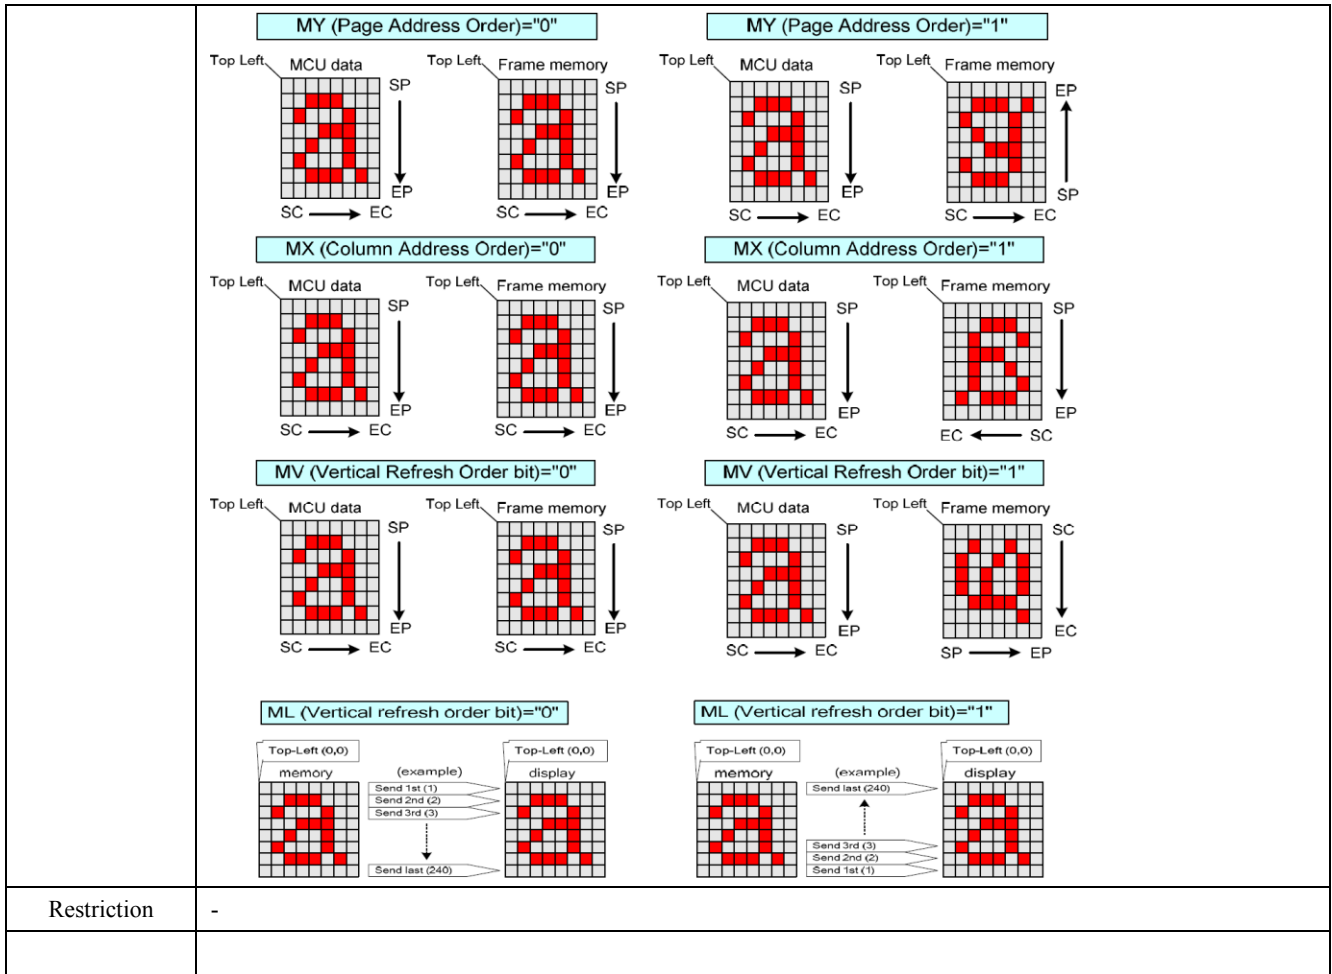 MY (Page Address Order)="0"
MY (Page Address Order)="1"
Top Left MCU data SP EP SC EC
Top Left Frame memory SP EP SC EC
Top Left MCU data SP EP SC EC
Top Left Frame memory EP SP SC EC
MX (Column Address Order)="0"
MX (Column Address Order)="1"
Top Left MCU data SP EP SC EC
Top Left Frame memory SP EP SC EC
Top Left MCU data SP EP SC EC
Top Left Frame memory SP EP EC SC
MV (Vertical Refresh Order bit)="0"
MV (Vertical Refresh Order bit)="1"
Top Left MCU data SP EP SC EC
Top Left Frame memory SP EP SC EC
Top Left MCU data SP EP SC EC
Top Left Frame memory SC EC SP EP
ML (Vertical refresh order bit)="0"
ML (Vertical refresh order bit)="1"
Top-Left (0,0)
memory
(example)
Send 1st (1)
Send 2nd (2)
Send 3rd (3)
Send last (240)
Top-Left (0,0)
display
Top-Left (0,0)
memory
(example)
Send last (240)
Send 3rd (3)
Send 2nd (2)
Send 1st (1)
Top-Left (0,0)
display
Restriction -